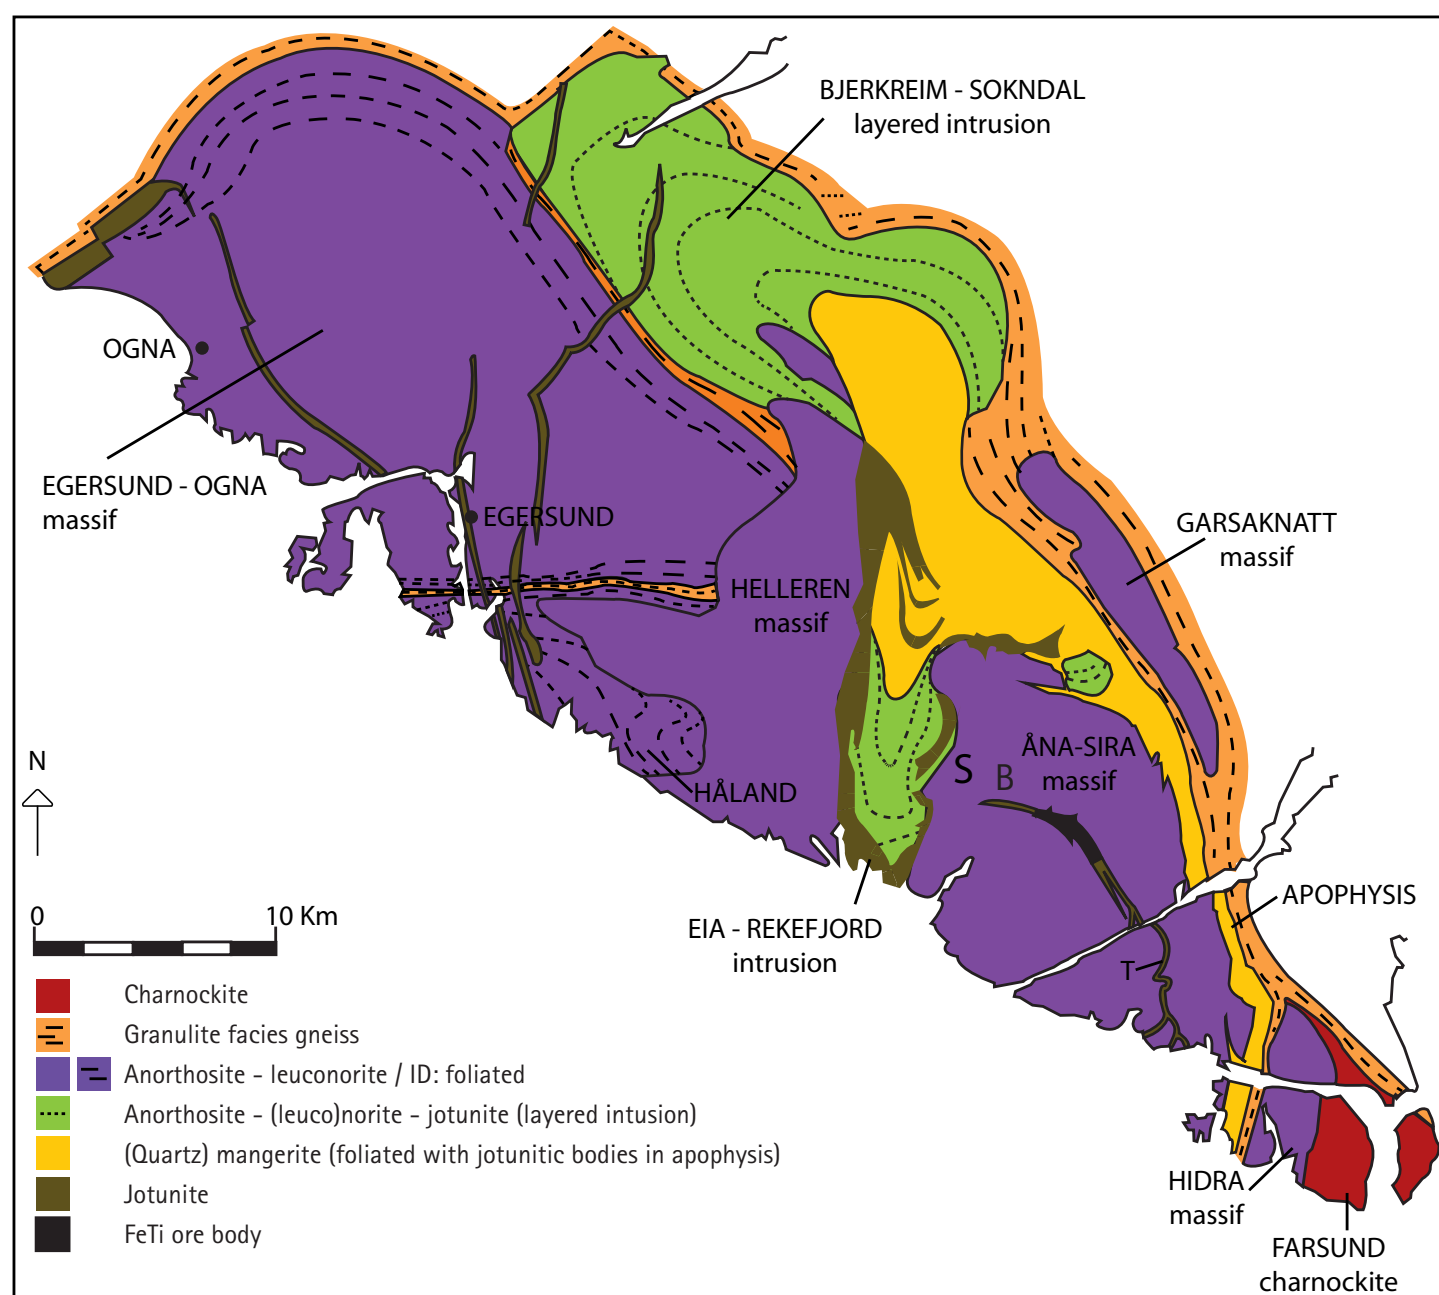 BJERKREIM - SOKNDAL
layered intrusion
OGNA
EGERSUND - OGNA
massif
EGERSUND
GARSAKNATT
massif
HELLEREN
massif
ÅNA-SIRA
massif
S
B
HÅLAND
N
APOPHYSIS
EIA - REKEFJORD
intrusion
T
0
10 Km
Charnockite
Granulite facies gneiss
Anorthosite - leuconorite / ID: foliated
Anorthosite - (leuco)norite - jotunite (layered intusion)
(Quartz) mangerite (foliated with jotunitic bodies in apophysis)
Jotunite
FeTi ore body
HIDRA
massif
FARSUND
charnockite